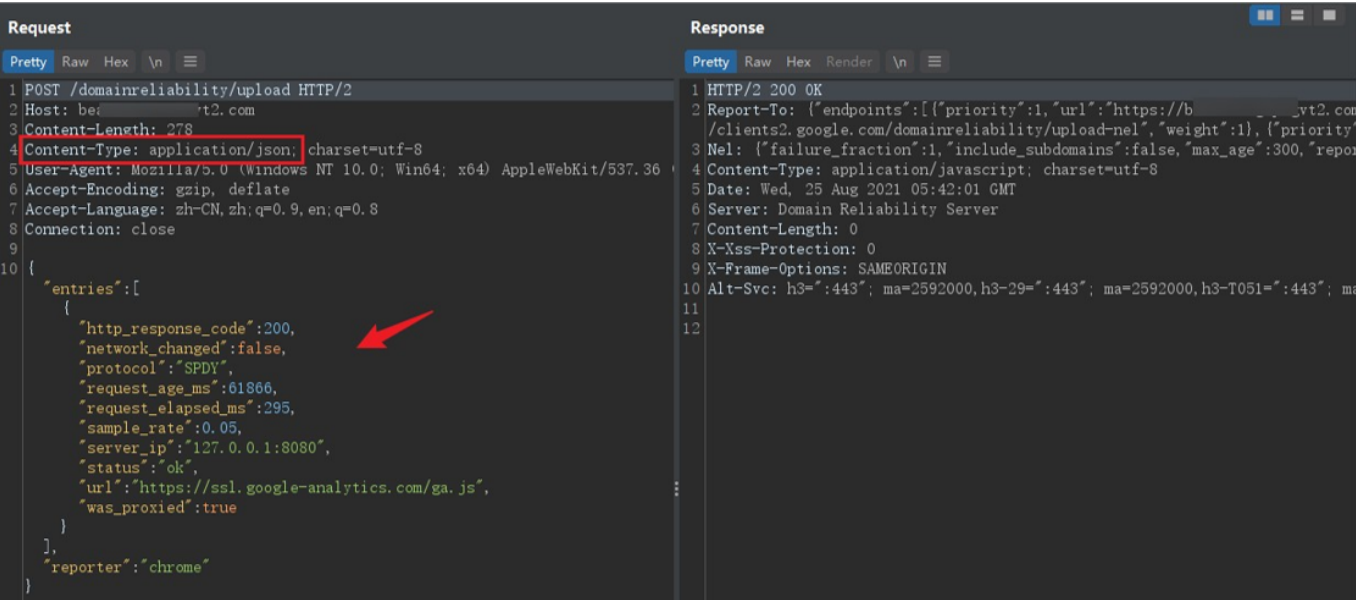 Request
Pretty Raw Hex \n
1 POST /domainreliability/upload HTTP/2
2 Host: be vt2.com
3 Content-Length: 278
4 Content-Type: application/json; charset=utf-8
5 User-Agent: Mozilla/5.0 (Windows NT 10.0; Win64; x64) AppleWebKit/537.36 (
6 Accept-Encoding: gzip, deflate
7 Accept-Language: zh-CN,zh;q=0.9,en;q=0.8
8 Connection: close
9
10 {
"entries":[
{
"http_response_code":200,
"network_changed":false,
"protocol":"SPDY",
"request_age_ms":61866,
"request_elapsed_ms":295,
"sample_rate":0.05,
"server_ip":"127.0.0.1:8080",
"status":"ok",
"url":"https://ssl.google-analytics.com/ga.js",
"was_proxied":true
}
],
"reporter":"chrome"
}
Response
Pretty Raw Hex Render \n
1 HTTP/2 200 OK
2 Report-To: {"endpoints":[{"priority":1,"url":"https://b vt2.com
/clients2.google.com/domainreliability/upload-nel","weight":1},{"priority"
3 Nel: {"failure_fraction":1,"include_subdomains":false,"max_age":300,"repor
4 Content-Type: application/javascript; charset=utf-8
5 Date: Wed, 25 Aug 2021 05:42:01 GMT
6 Server: Domain Reliability Server
7 Content-Length: 0
8 X-Xss-Protection: 0
9 X-Frame-Options: SAMEORIGIN
10 Alt-Svc: h3=":443"; ma=2592000,h3-29=":443"; ma=2592000,h3-T051=":443"; ma
11
12